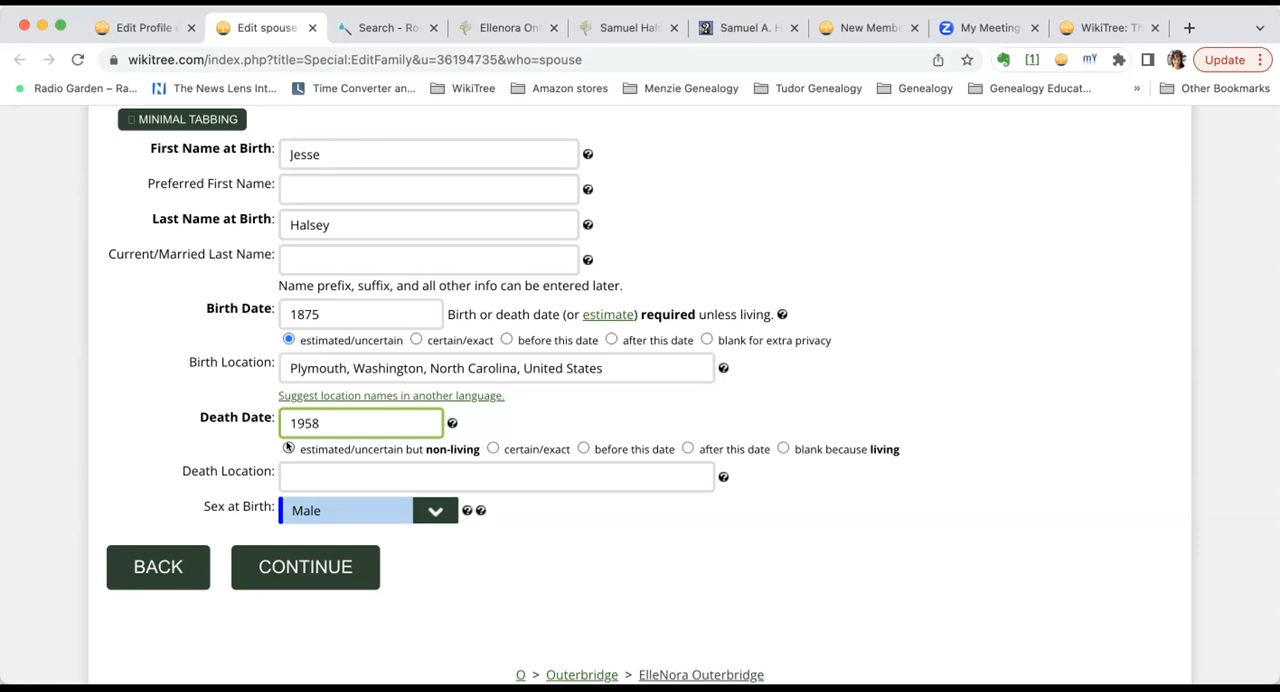 Edit Profile
Edit spouse
Search - Ro
Ellenora On
Samuel Hals
Samuel A. H
New Membe
My Meeting
WikiTree: Th
wikitree.com/index.php?title=Special:EditFamily&u=36194735&who=spouse
[1]
mY
Update
Radio Garden – Ra...
The News Lens Int...
Time Converter an...
WikiTree
Amazon stores
Menzie Genealogy
Tudor Genealogy
Genealogy
Genealogy Educat...
»
Other Bookmarks
MINIMAL TABBING
First Name at Birth: Jesse
Preferred First Name:
Last Name at Birth: Halsey
Current/Married Last Name:
Name prefix, suffix, and all other info can be entered later.
Birth Date: 1875 Birth or death date (or estimate) required unless living.
estimated/uncertain certain/exact before this date after this date blank for extra privacy
Birth Location: Plymouth, Washington, North Carolina, United States
Suggest location names in another language.
Death Date: 1958
estimated/uncertain but non-living certain/exact before this date after this date blank because living
Death Location:
Sex at Birth: Male
BACK CONTINUE
O > Outerbridge > ElleNora Outerbridge